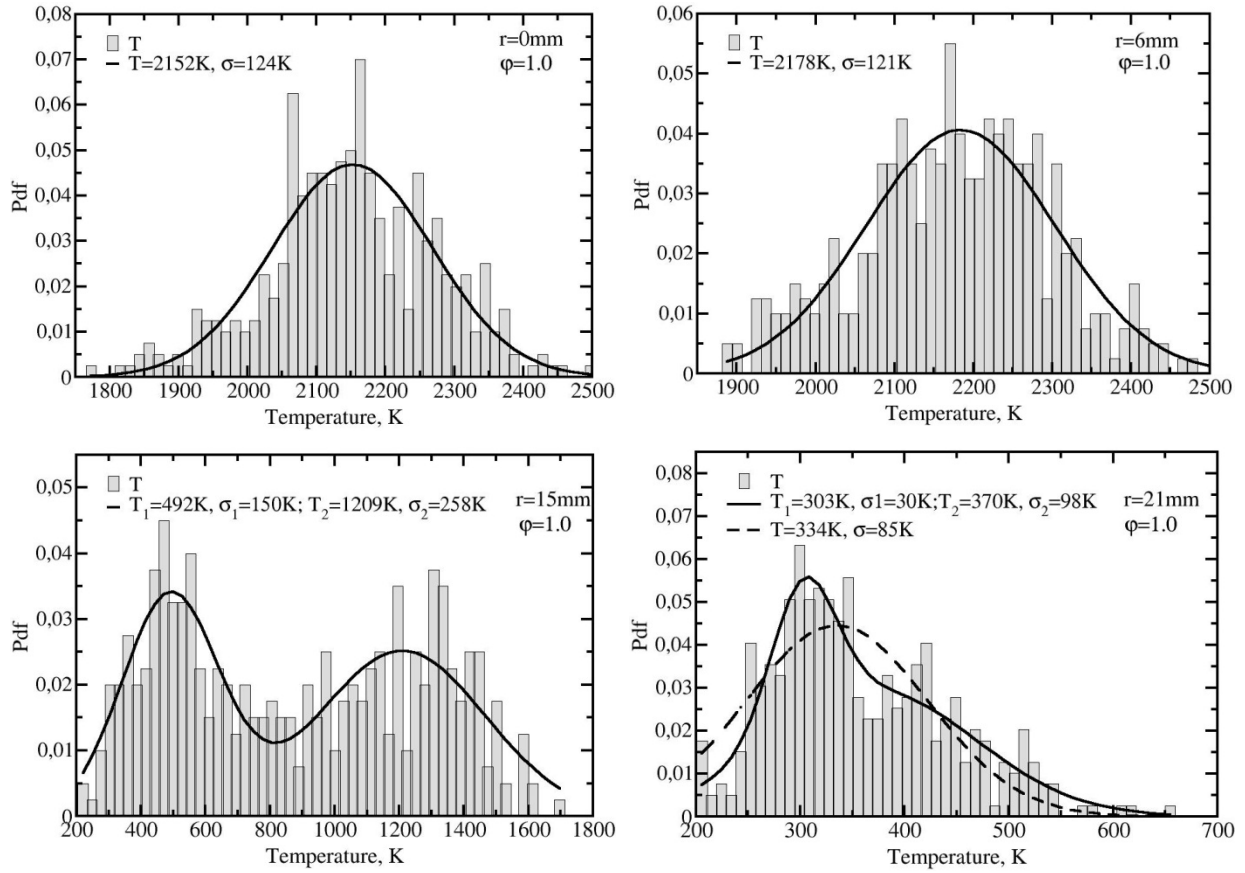 0,08
0,07
0,06
0,05
0,04
0,03
0,02
0,01
0
Pdf
T
T=2152K, σ=124K
r=0mm
φ=1.0
1800 1900 2000 2100 2200 2300 2400 2500
Temperature, K
0,06
0,05
0,04
0,03
0,02
0,01
0
Pdf
T
T=2178K, σ=121K
r=6mm
φ=1.0
1900 2000 2100 2200 2300 2400 2500
Temperature, K
0,05
0,04
0,03
0,02
0,01
0
Pdf
T
T₁=492K, σ₁=150K; T₂=1209K, σ₂=258K
r=15mm
φ=1.0
200 400 600 800 1000 1200 1400 1600 1800
Temperature, K
0,08
0,07
0,06
0,05
0,04
0,03
0,02
0,01
0
Pdf
T
T₁=303K, σ1=30K;T₂=370K, σ₂=98K
T=334K, σ=85K
r=21mm
φ=1.0
200 300 400 500 600 700
Temperature, K